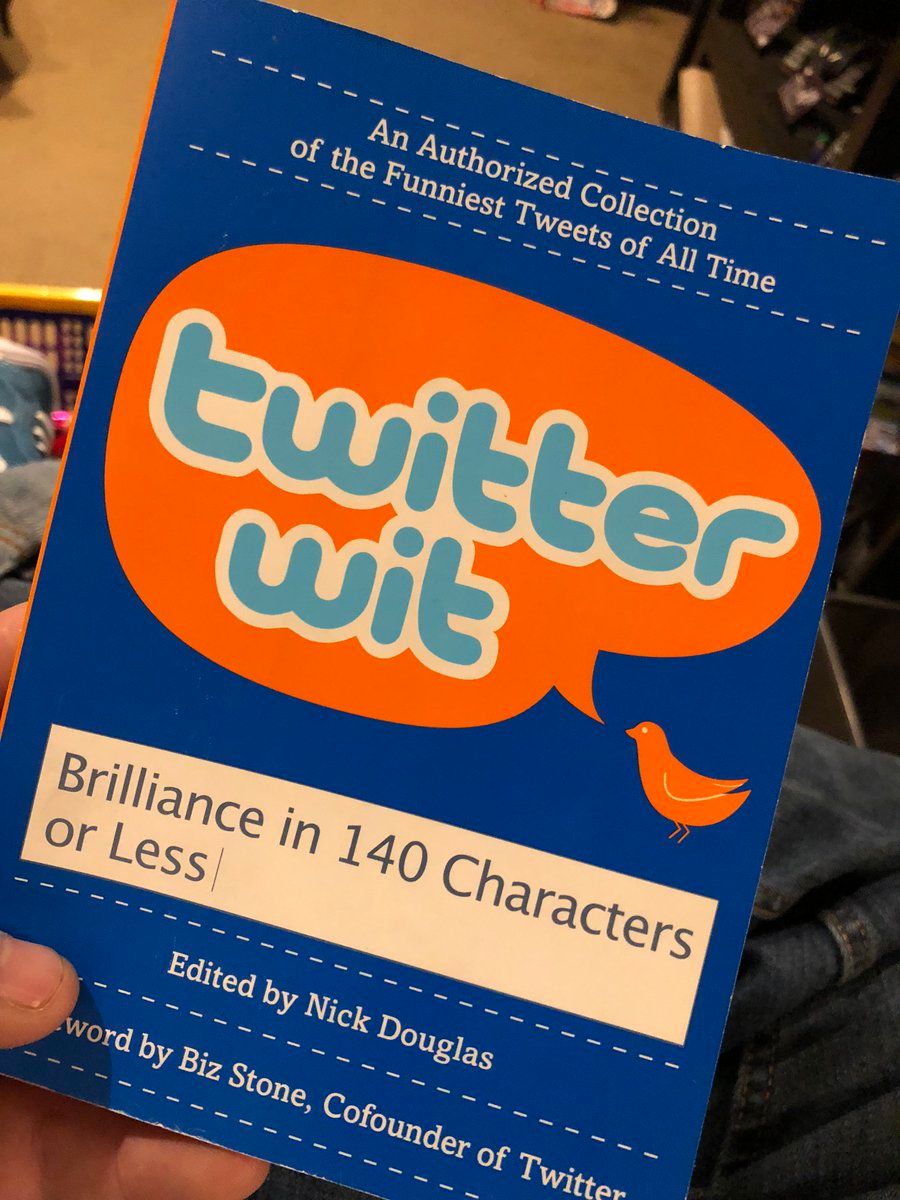 An Authorized Collection
of the Funniest Tweets of All Time
twitter
wit
Brilliance in 140 Characters
or Less
Edited by Nick Douglas
by Biz Stone, Cofounder of Twitter